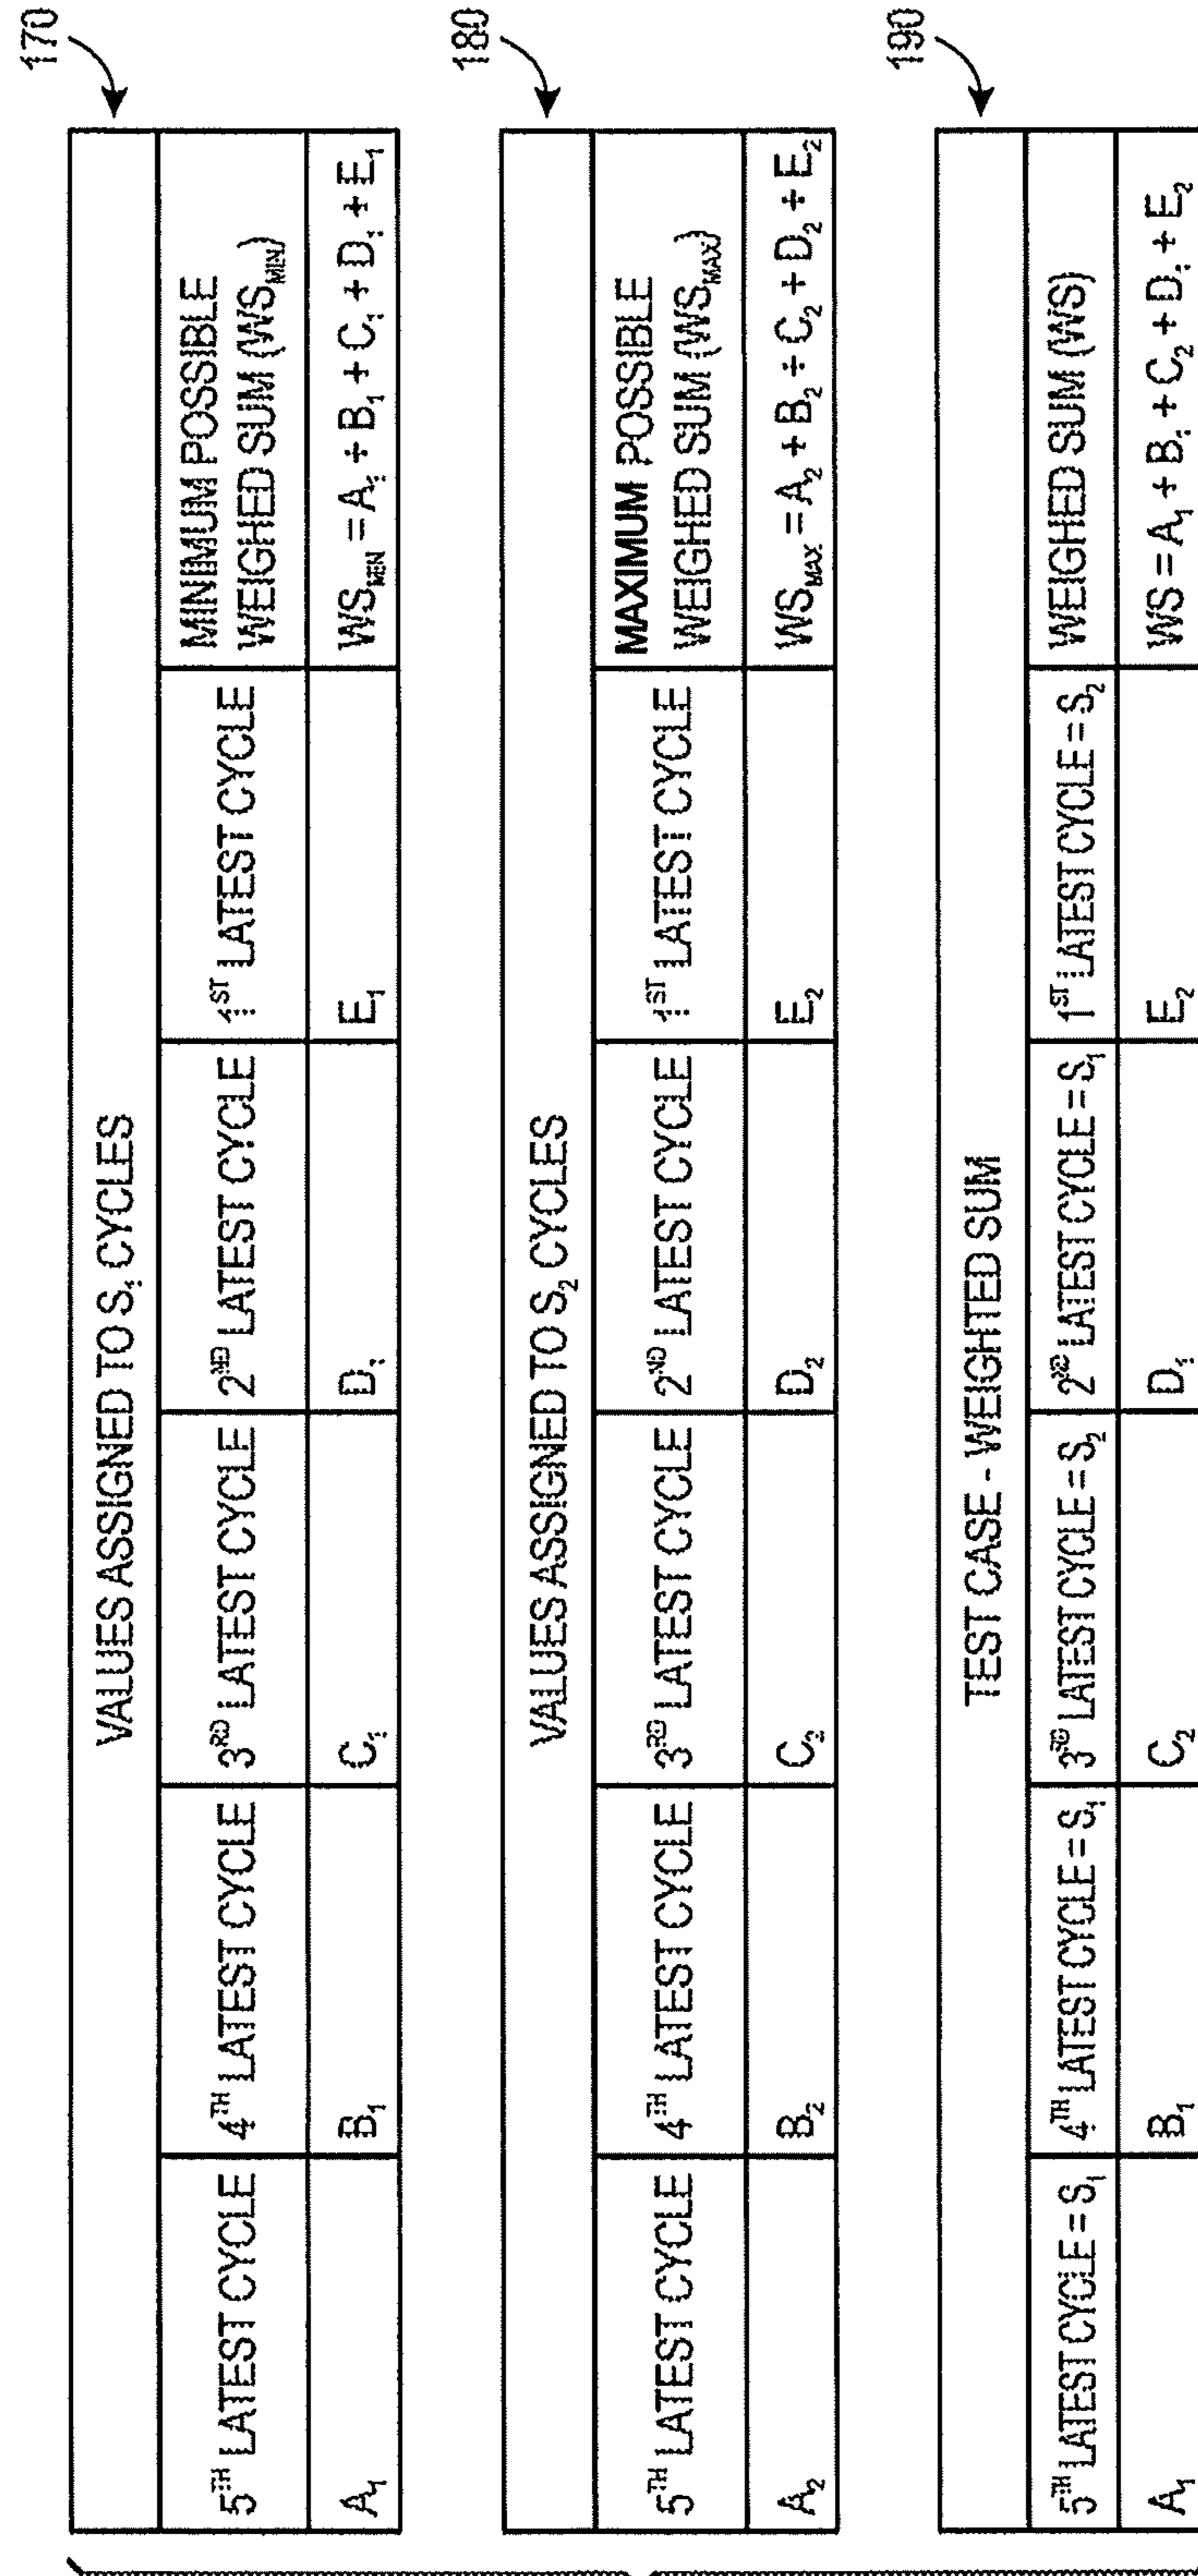 170
VALUES ASSIGNED TO S₁ CYCLES
5TH LATEST CYCLE 4TH LATEST CYCLE 3RD LATEST CYCLE 2ND LATEST CYCLE 1ST LATEST CYCLE MINIMUM POSSIBLE
WEIGHED SUM (WS_MIN)
A₁ B₁ C₁ D₁ E₁ WS_MIN = A₁ + B₁ + C₁ + D₁ + E₁
180
VALUES ASSIGNED TO S₂ CYCLES
5TH LATEST CYCLE 4TH LATEST CYCLE 3RD LATEST CYCLE 2ND LATEST CYCLE 1ST LATEST CYCLE MAXIMUM POSSIBLE
WEIGHED SUM (WS_MAX)
A₂ B₂ C₂ D₂ E₂ WS_MAX = A₂ + B₂ + C₂ + D₂ + E₂
190
TEST CASE - WEIGHTED SUM
5TH LATEST CYCLE = S₁ 4TH LATEST CYCLE = S₁ 3RD LATEST CYCLE = S₂ 2RD LATEST CYCLE = S₁ 1ST LATEST CYCLE = S₂ WEIGHED SUM (WS)
A₁ B₁ C₂ D₁ E₂ WS = A₁ + B₁ + C₂ + D₁ + E₂